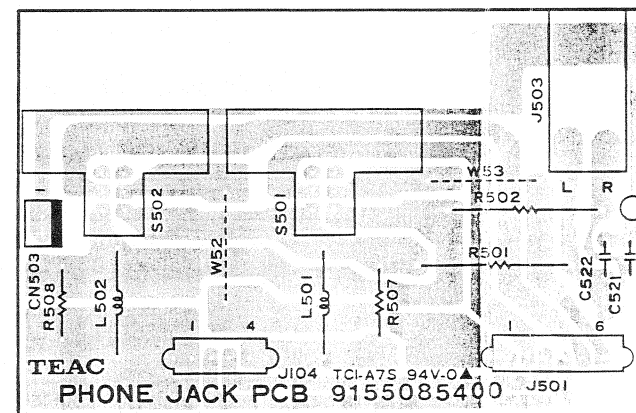 J503
W53
L R
R502
S502
S501
W52
R501
1
CN503
R508
L502
L501
R507
C522
C521
1 4
1 6
TEAC
J104
TCI-A7S 94V-0▲
J501
PHONE JACK PCB 9155085400